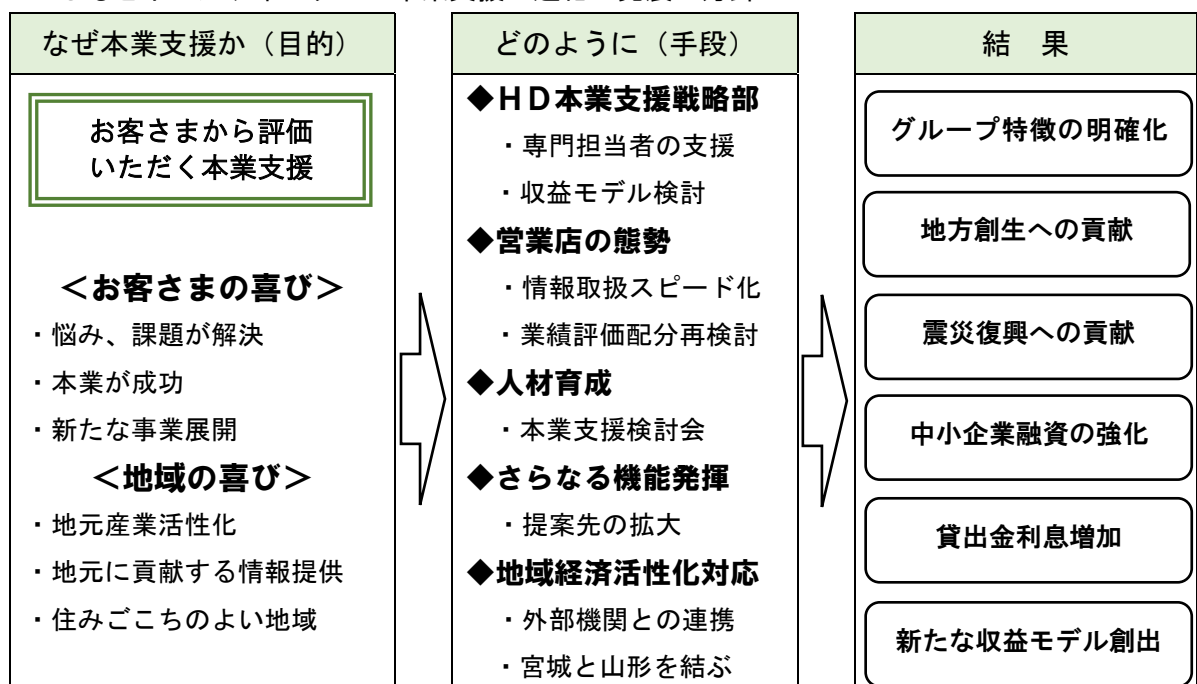 なぜ本業支援か（目的）
お客さまから評価
いただく本業支援
＜お客さまの喜び＞
・悩み、課題が解決
・本業が成功
・新たな事業展開
＜地域の喜び＞
・地元産業活性化
・地元に貢献する情報提供
・住みごこちのよい地域
どのように（手段）
◆ＨＤ本業支援戦略部
・専門担当者の支援
・収益モデル検討
◆営業店の態勢
・情報取扱スピード化
・業績評価配分再検討
◆人材育成
・本業支援検討会
◆さらなる機能発揮
・提案先の拡大
◆地域経済活性化対応
・外部機関との連携
・宮城と山形を結ぶ
結　果
グループ特徴の明確化
地方創生への貢献
震災復興への貢献
中小企業融資の強化
貸出金利息増加
新たな収益モデル創出